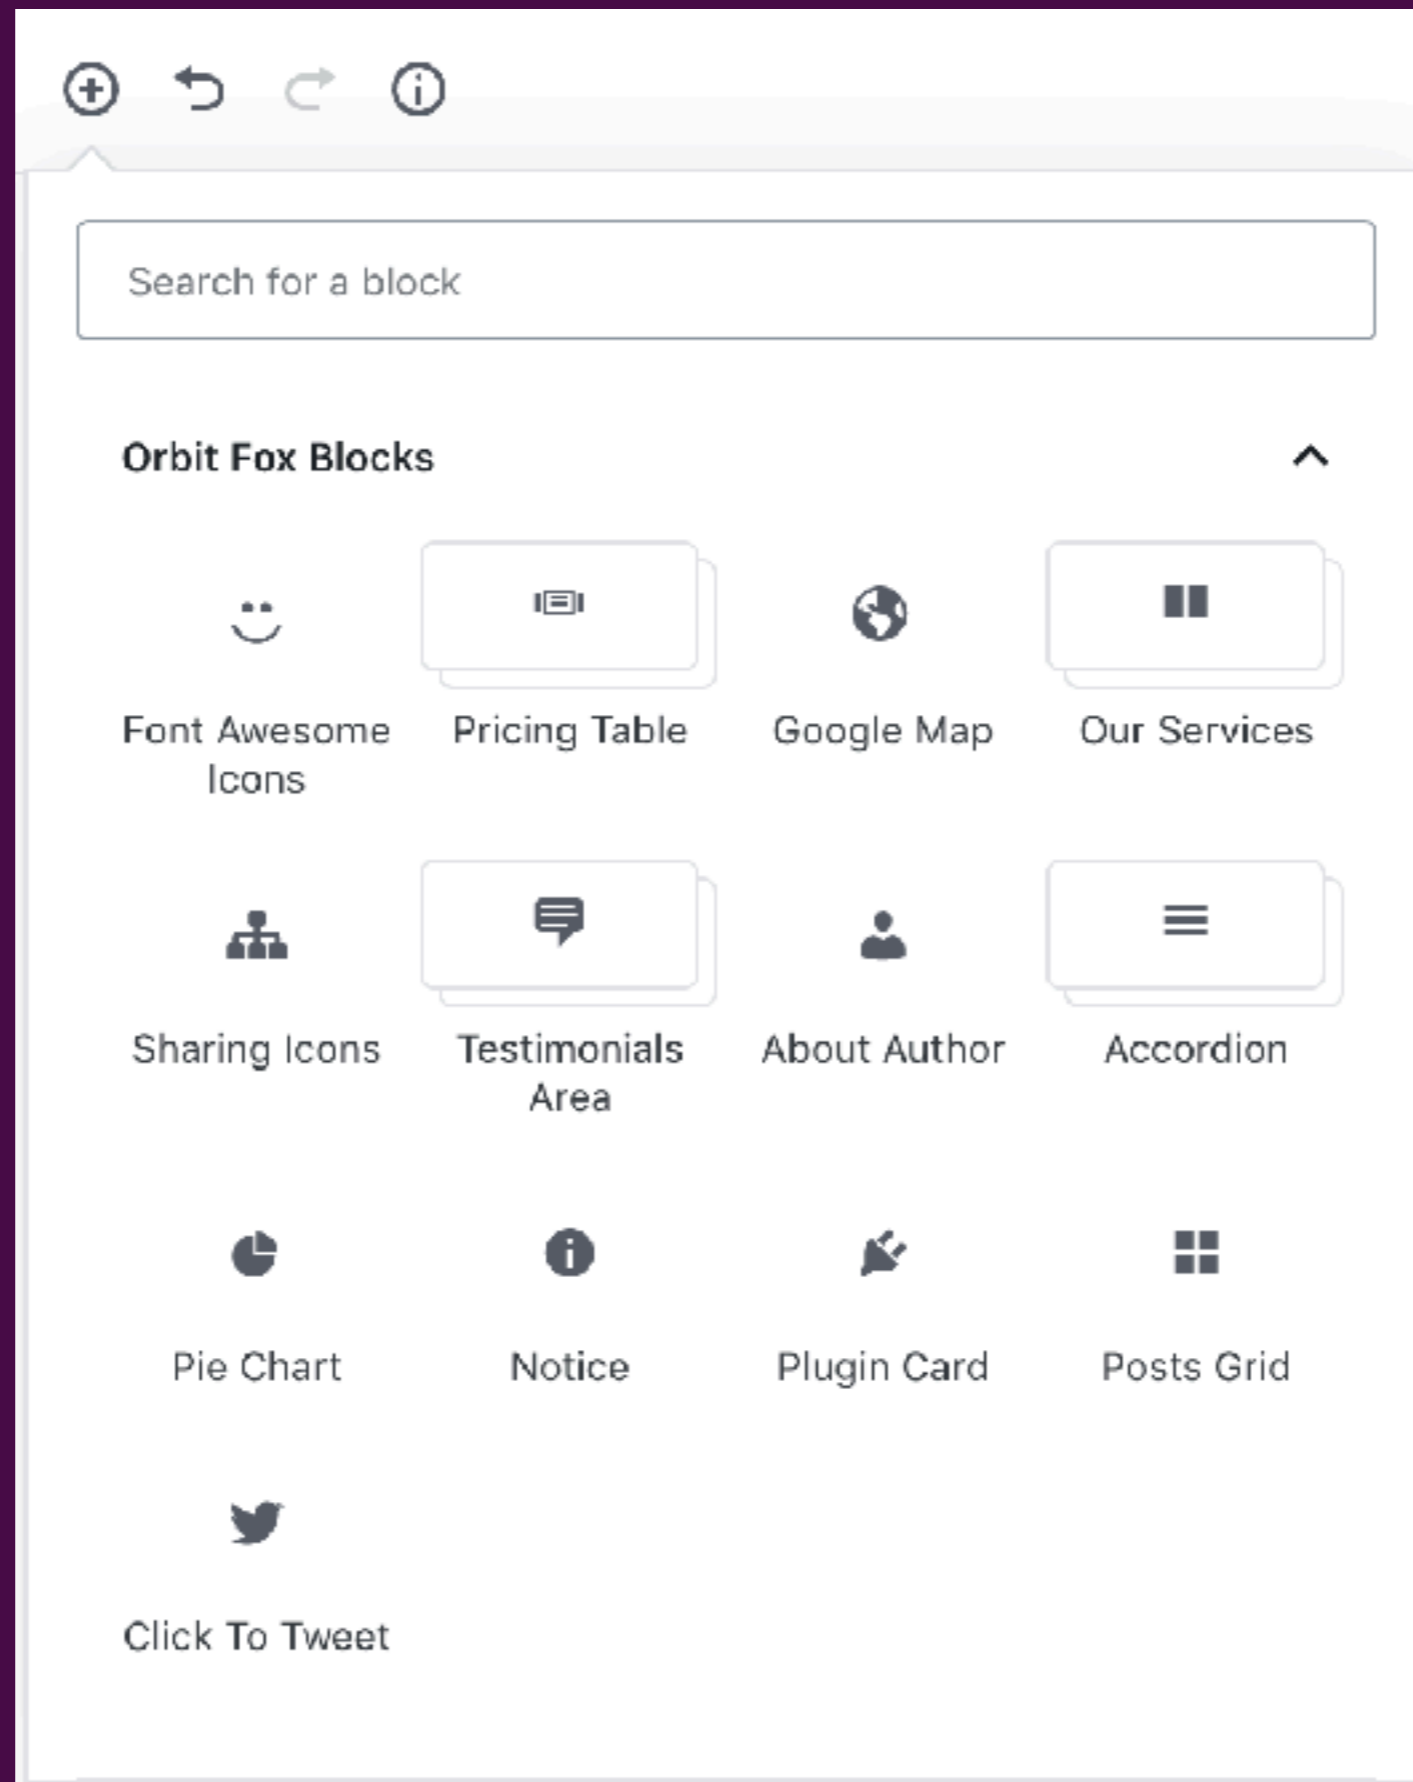 Search for a block
Orbit Fox Blocks
Font Awesome
Icons
Pricing Table
Google Map
Our Services
Sharing Icons
Testimonials
Area
About Author
Accordion
Pie Chart
Notice
Plugin Card
Posts Grid
Click To Tweet